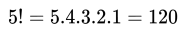 5! = 5.4.3.2.1 = 120